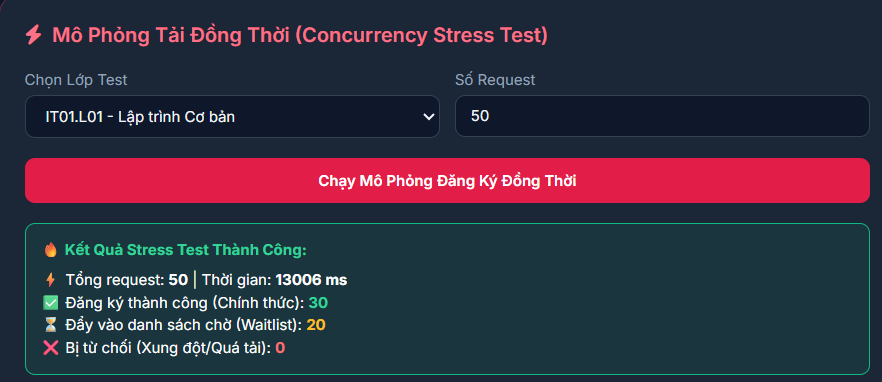 ⚡ Mô Phỏng Tải Đồng Thời (Concurrency Stress Test)
Chọn Lớp Test
Số Request
IT01.L01 - Lập trình Cơ bản
50
Chạy Mô Phỏng Đăng Ký Đồng Thời
🔥 Kết Quả Stress Test Thành Công:
⚡ Tổng request: 50 | Thời gian: 13006 ms
✅ Đăng ký thành công (Chính thức): 30
⏳ Đẩy vào danh sách chờ (Waitlist): 20
❌ Bị từ chối (Xung đột/Quá tải): 0